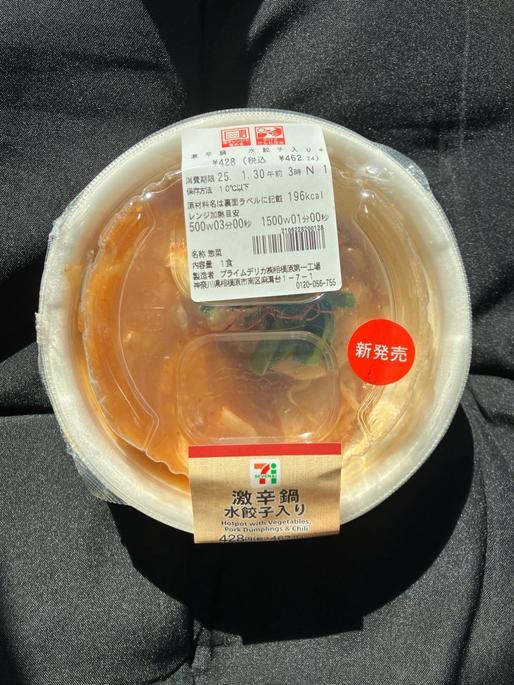 激辛鍋 水餃子入り
¥428 (税込 ¥462.24)
消費期限 25. 1.30 午前 3時 N 1
保存方法 10℃以下
原材料名は裏面ラベルに記載 196kcal
レンジ加熱目安
500W03分00秒 1500W01分00秒
名称 惣菜
内容量 1食
製造者 プライムデリカ㈱相模原第一工場
神奈川県相模原市南区麻溝台1-7-1
0120-056-755
新発売
7
SEVEN & i
激辛鍋
水餃子入り
Hotpot with Vegetables,
Pork Dumplings & Chili
428円